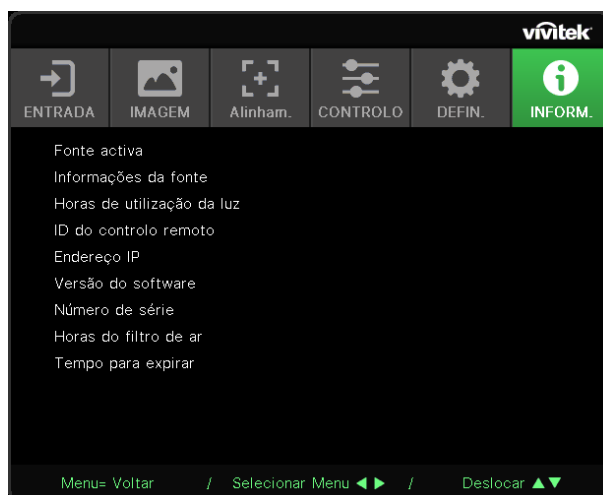 vivitek
ENTRADA IMAGEM Alinham. CONTROLO DEFIN. INFORM.
Fonte activa
Informações da fonte
Horas de utilização da luz
ID do controlo remoto
Endereço IP
Versão do software
Número de série
Horas do filtro de ar
Tempo para expirar
Menu= Voltar / Selecionar Menu ◀ ▶ / Deslocar ▲▼